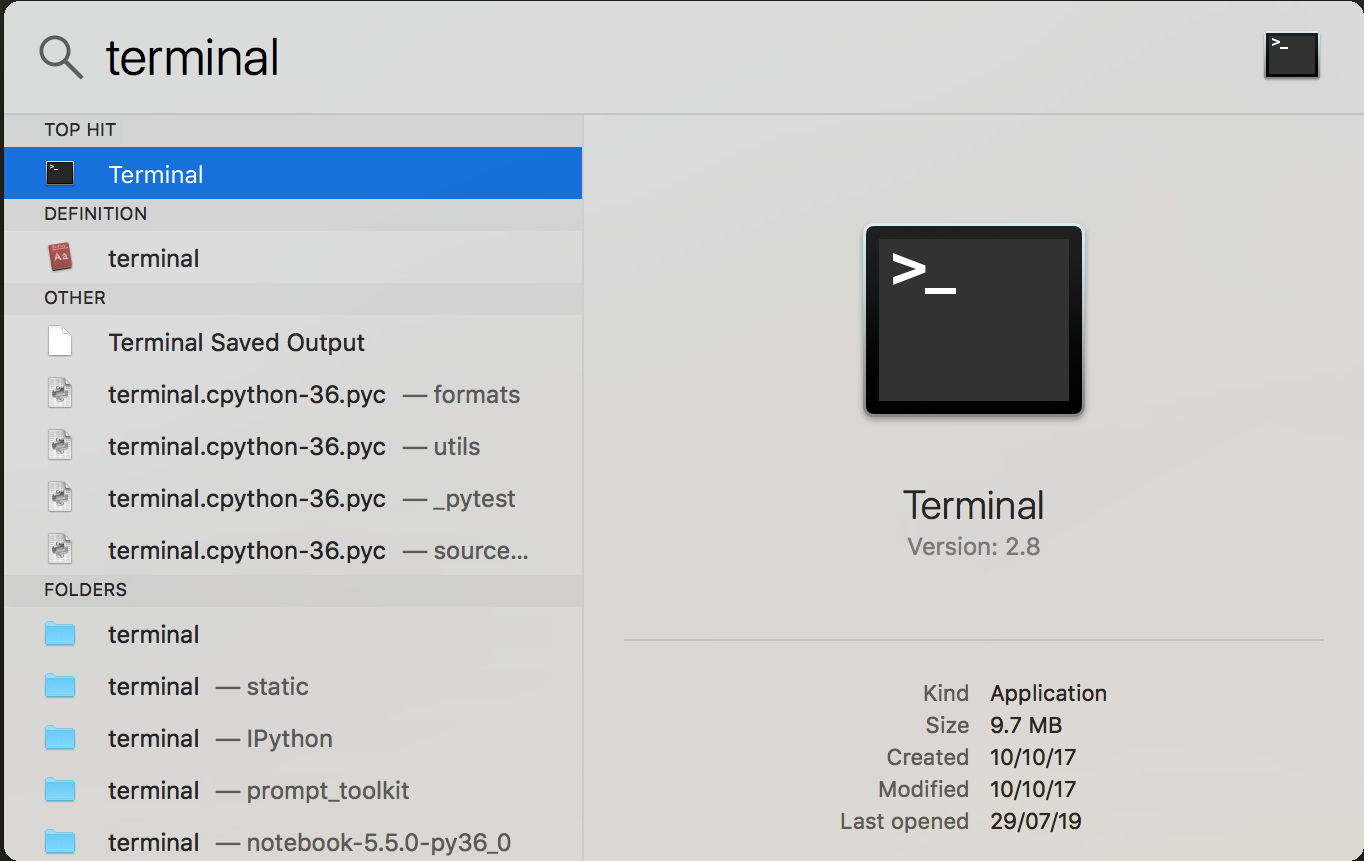 terminal
>_
TOP HIT
>_ Terminal
DEFINITION
Aa terminal
OTHER
Terminal Saved Output
terminal.cpython-36.pyc — formats
terminal.cpython-36.pyc — utils
terminal.cpython-36.pyc — _pytest
terminal.cpython-36.pyc — source...
FOLDERS
terminal
terminal — static
terminal — IPython
terminal — prompt_toolkit
terminal — notebook-5.5.0-py36_0
>_
Terminal
Version: 2.8
Kind Application
Size 9.7 MB
Created 10/10/17
Modified 10/10/17
Last opened 29/07/19